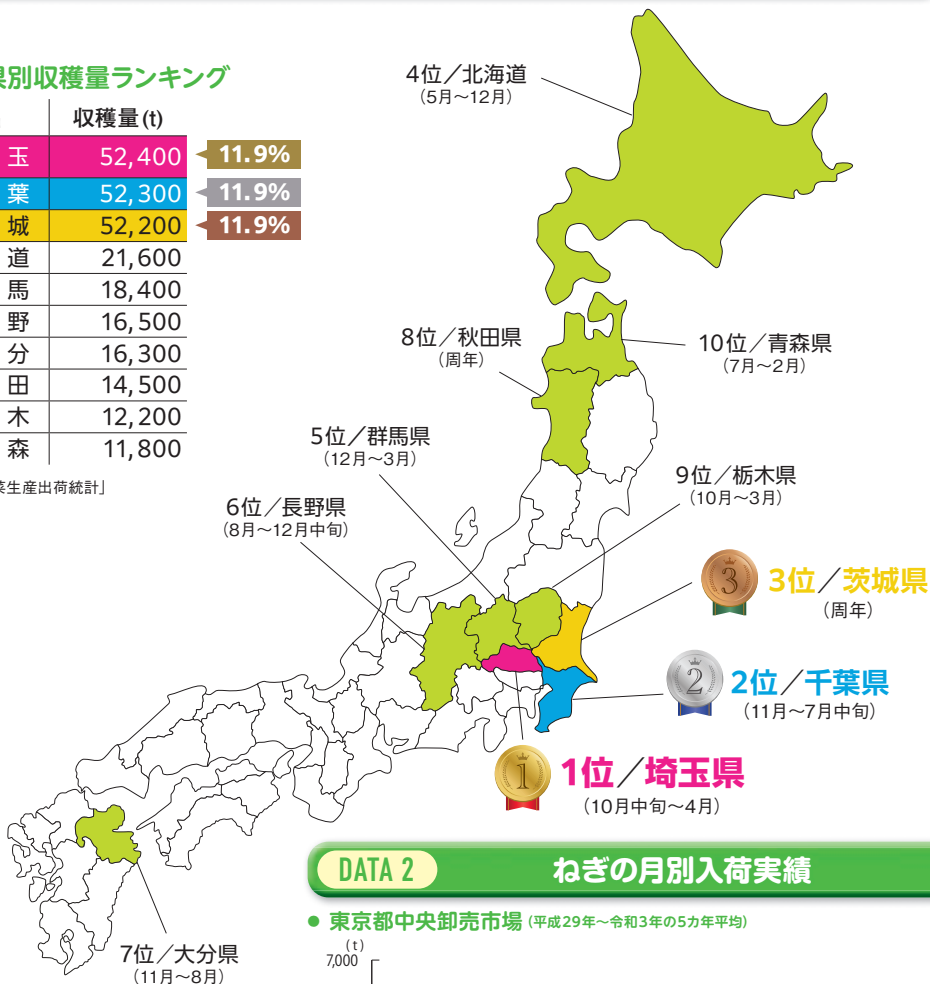 県別収穫量ランキング
収穫量(t)
玉 52,400 11.9%
葉 52,300 11.9%
城 52,200 11.9%
道 21,600
馬 18,400
野 16,500
分 16,300
田 14,500
木 12,200
森 11,800
菜生産出荷統計」
4位／北海道
(5月～12月)
8位／秋田県
(周年)
10位／青森県
(7月～2月)
5位／群馬県
(12月～3月)
9位／栃木県
(10月～3月)
6位／長野県
(8月～12月中旬)
3 3位／茨城県
(周年)
2 2位／千葉県
(11月～7月中旬)
1 1位／埼玉県
(10月中旬～4月)
7位／大分県
(11月～8月)
DATA 2 ねぎの月別入荷実績
● 東京都中央卸売市場 (平成29年～令和3年の5カ年平均)
(t)
7,000